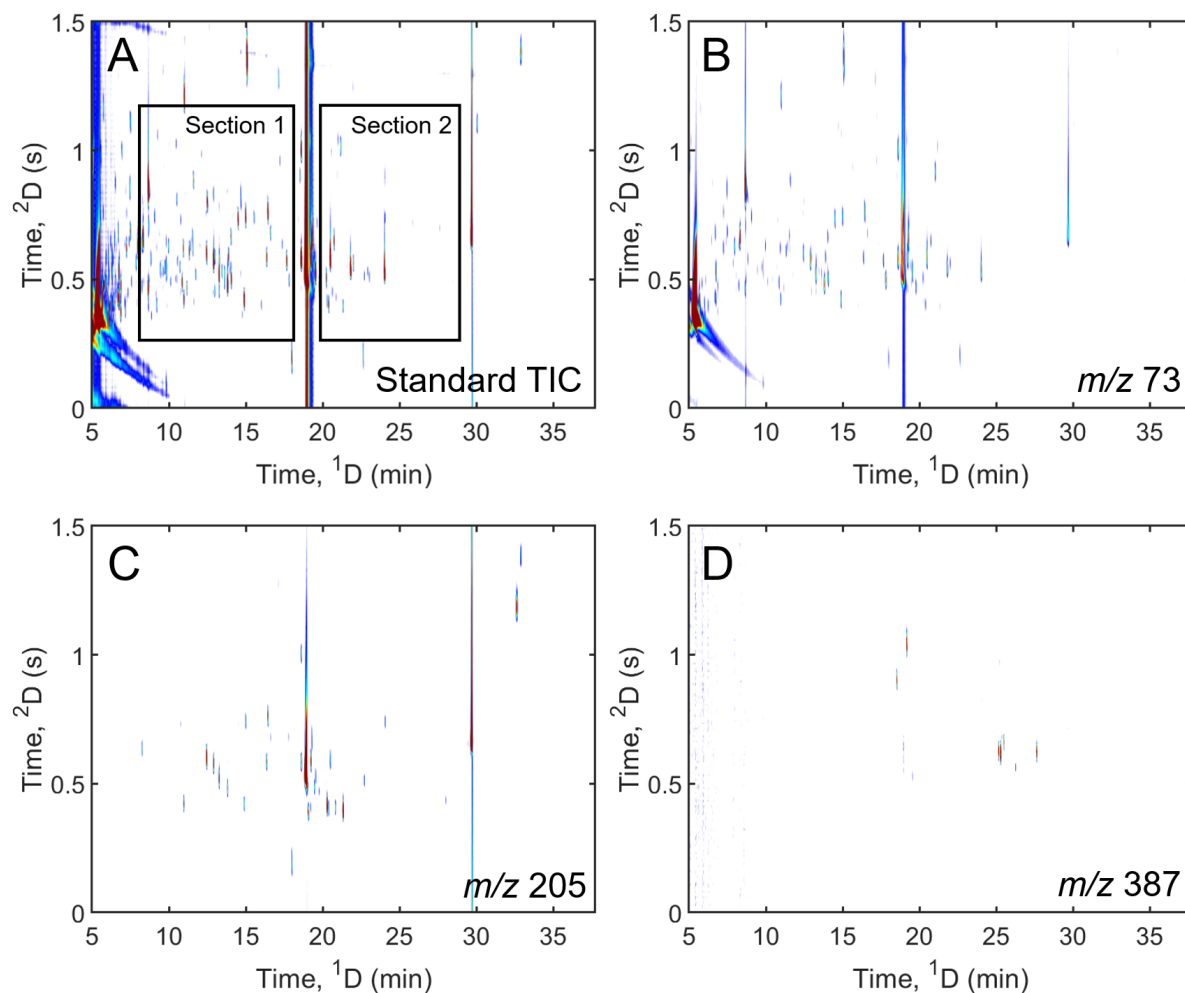 A
Section 1
Section 2
Standard TIC
Time, ²D (s)
1.5
1
0.5
0
5 10 15 20 25 30 35
Time, ¹D (min)
B
m/z 73
Time, ²D (s)
1.5
1
0.5
0
5 10 15 20 25 30 35
Time, ¹D (min)
C
m/z 205
Time, ²D (s)
1.5
1
0.5
0
5 10 15 20 25 30 35
Time, ¹D (min)
D
m/z 387
Time, ²D (s)
1.5
1
0.5
0
5 10 15 20 25 30 35
Time, ¹D (min)